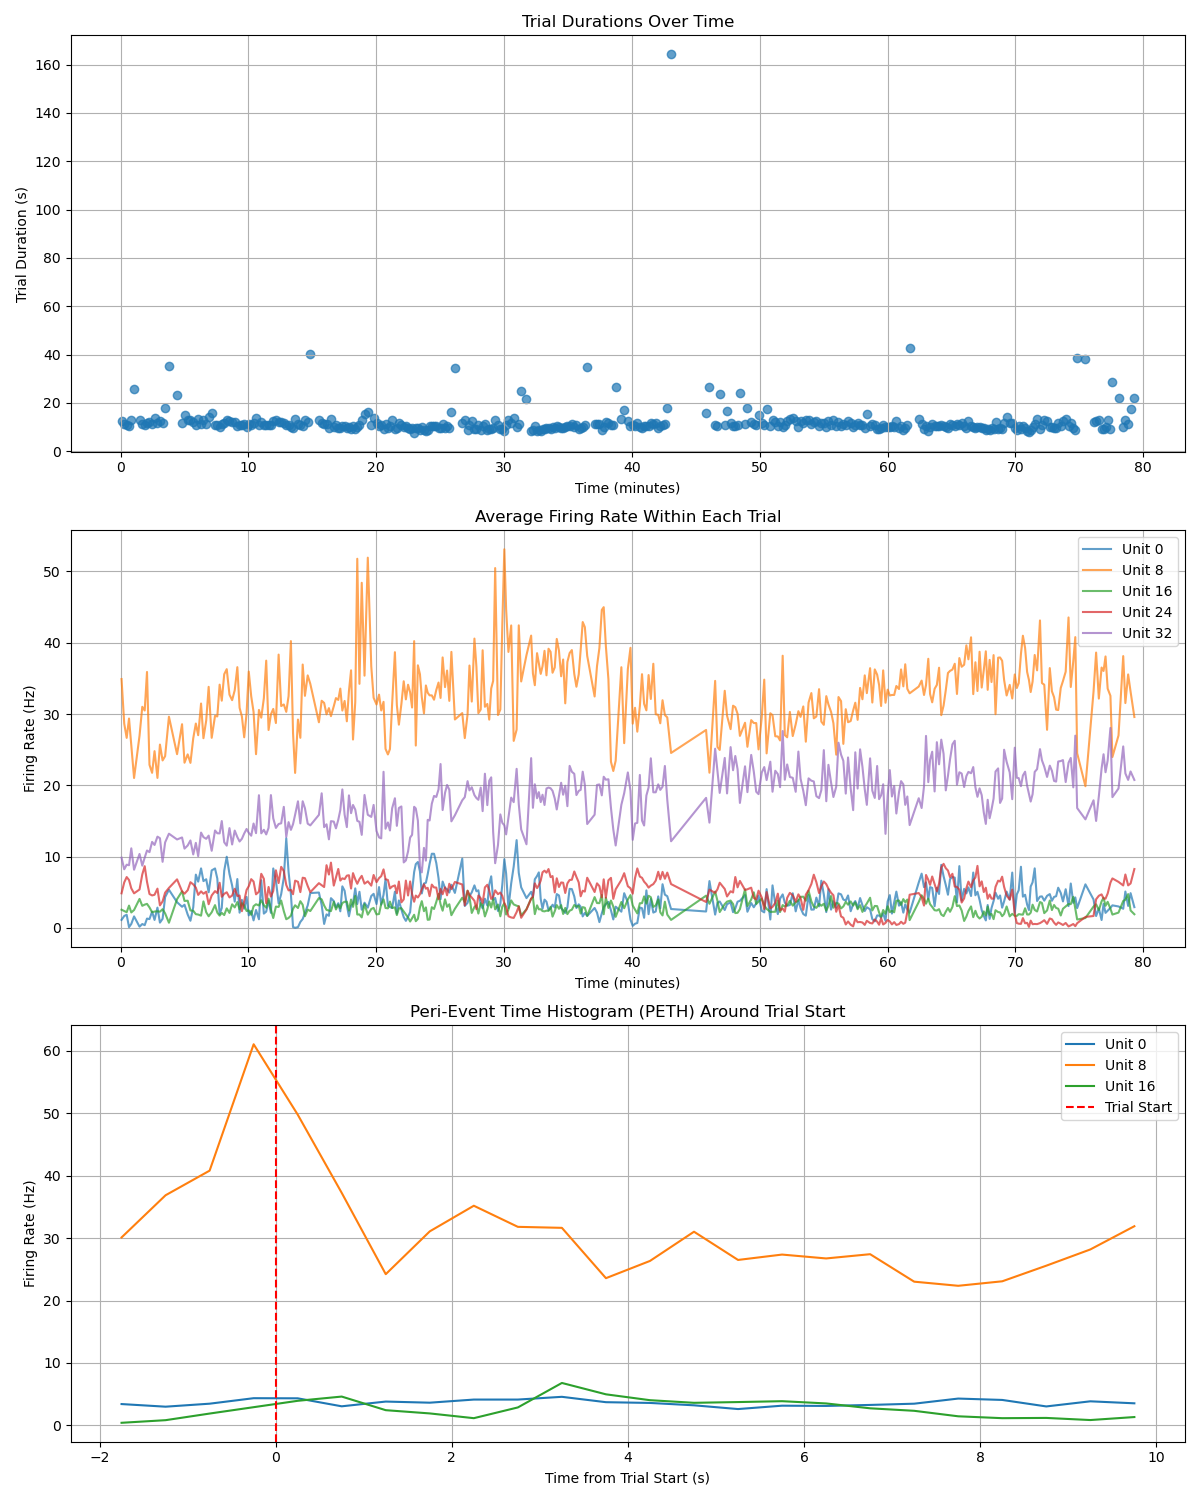 Trial Durations Over Time
Trial Duration (s)
160
140
120
100
80
60
40
20
0
0 10 20 30 40 50 60 70 80
Time (minutes)
Average Firing Rate Within Each Trial
Firing Rate (Hz)
50
40
30
20
10
0
Unit 0
Unit 8
Unit 16
Unit 24
Unit 32
0 10 20 30 40 50 60 70 80
Time (minutes)
Peri-Event Time Histogram (PETH) Around Trial Start
Firing Rate (Hz)
60
50
40
30
20
10
0
Unit 0
Unit 8
Unit 16
Trial Start
−2 0 2 4 6 8 10
Time from Trial Start (s)